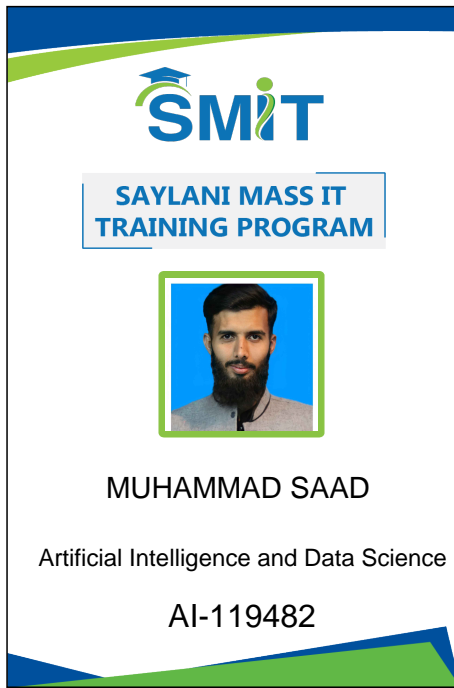 SMiT
SAYLANI MASS IT
TRAINING PROGRAM
MUHAMMAD SAAD
Artificial Intelligence and Data Science
AI-119482